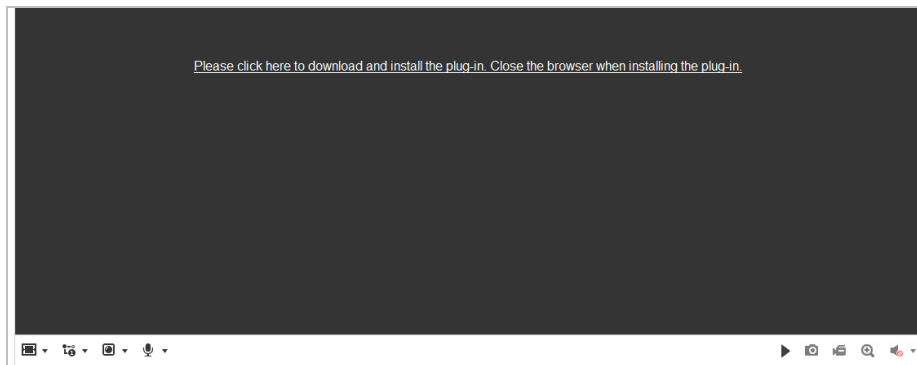 Please click here to download and install the plug-in. Close the browser when installing the plug-in.